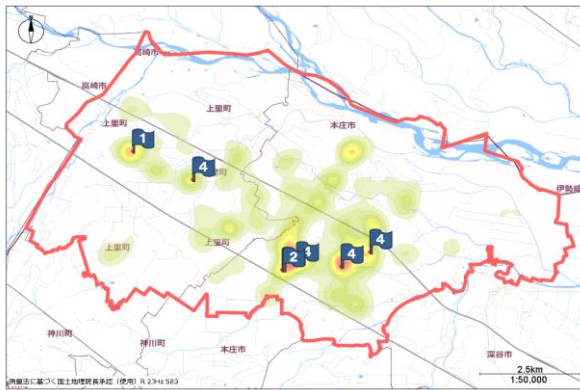 高崎市
高崎市
上里町
上里町
本庄市
1
伊勢崎
4
上里町
上里町
4
2
4
4
神川町
神川町
本庄市
深谷市
2.5km
1:50,000
測量法に基づく国土地理院長承認（使用）R 2JHs 583